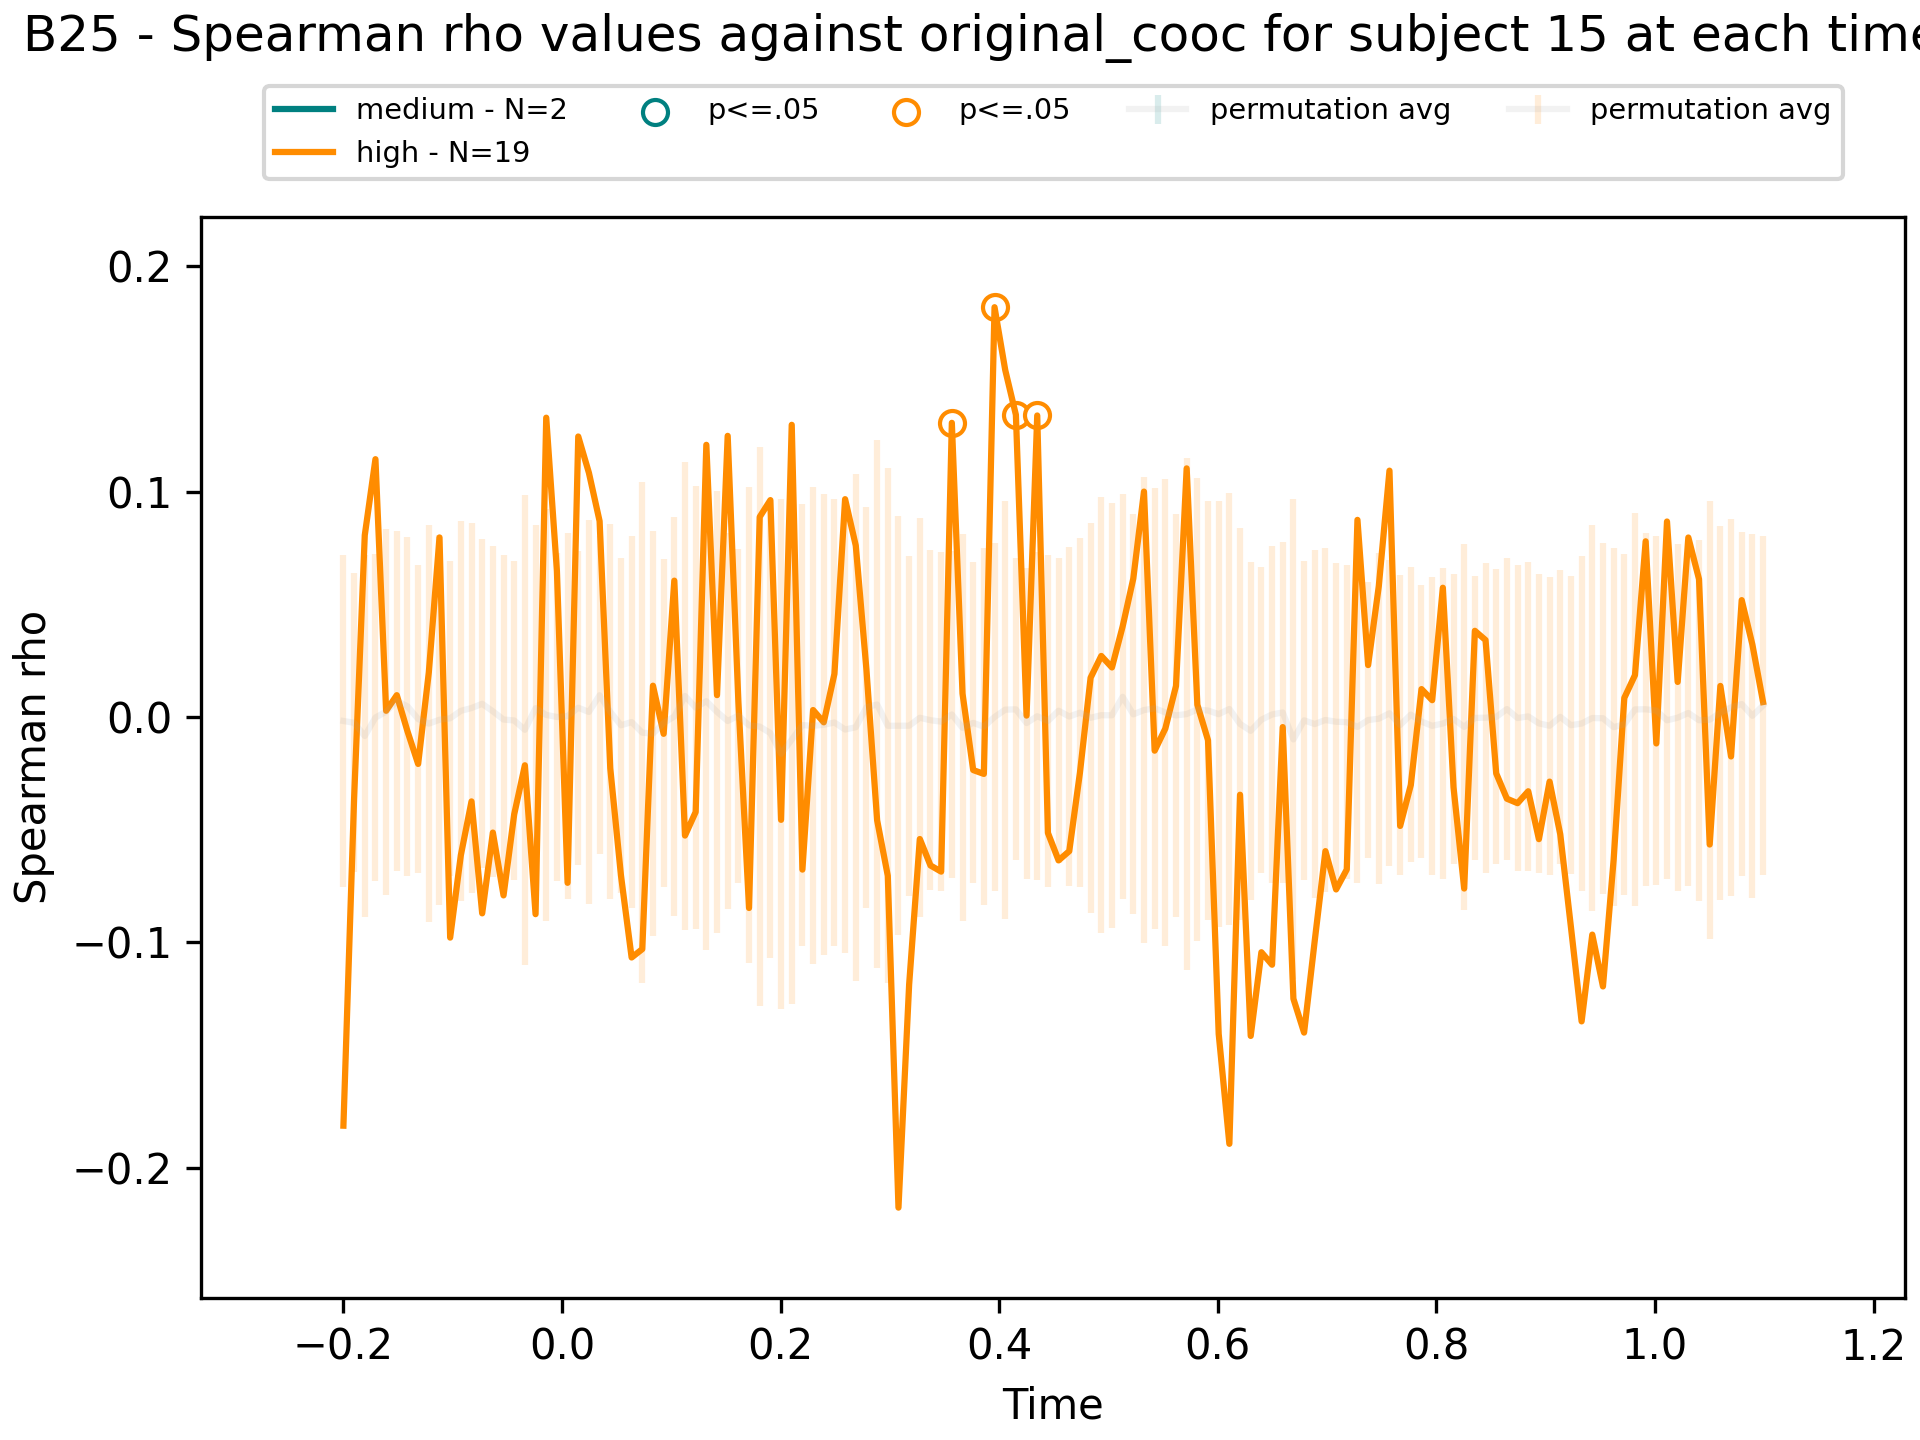 B25 - Spearman rho values against original_cooc for subject 15 at each time
medium - N=2
high - N=19
p<=.05
p<=.05
permutation avg
permutation avg
Spearman rho
0.2
0.1
0.0
−0.1
−0.2
−0.2 0.0 0.2 0.4 0.6 0.8 1.0 1.2
Time